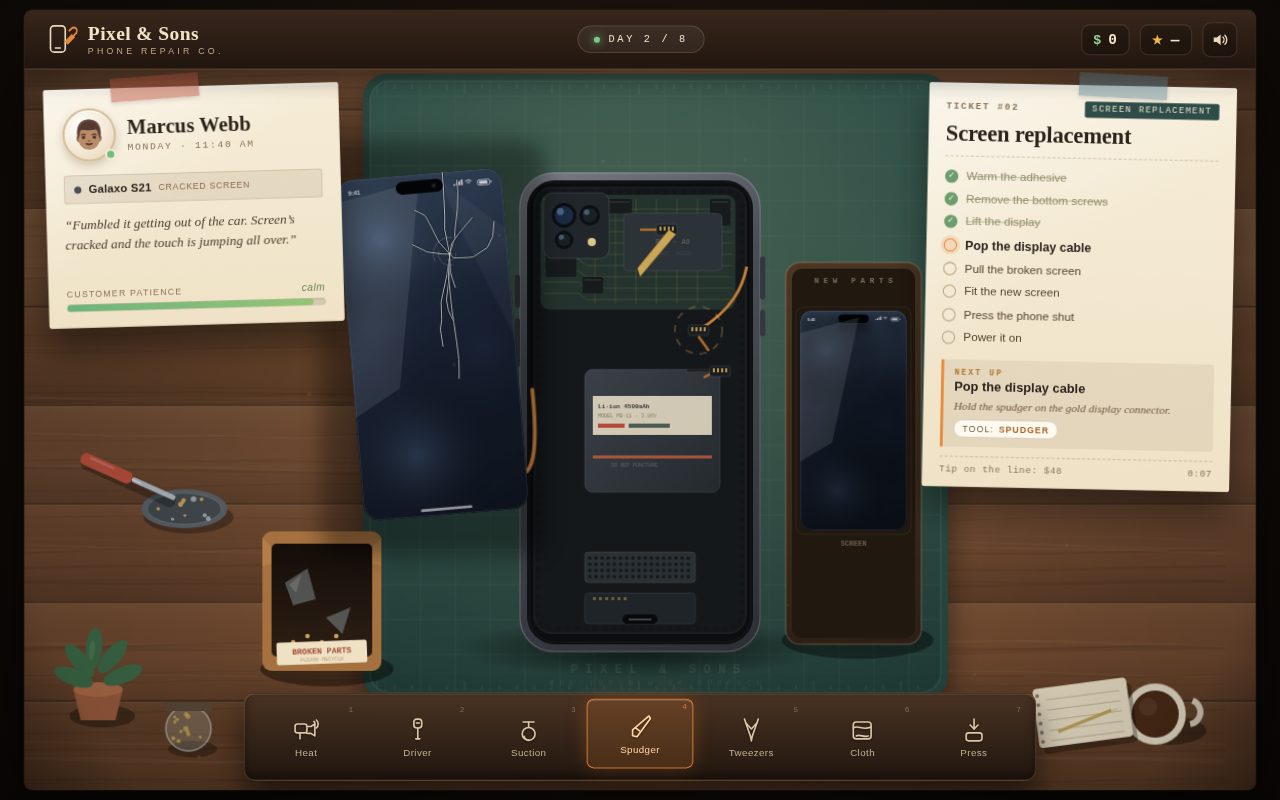 Pixel & Sons
PHONE REPAIR CO.
DAY 2 / 8
$ 0
★ —
Marcus Webb
MONDAY · 11:40 AM
Galaxo S21 CRACKED SCREEN
“Fumbled it getting out of the car. Screen’s
cracked and the touch is jumping all over.”
CUSTOMER PATIENCE calm
9:41
Li-ion 4500mAh
DO NOT PUNCTURE
NEW PARTS
9:41
SCREEN
TICKET #02
SCREEN REPLACEMENT
Screen replacement
Warm the adhesive
Remove the bottom screws
Lift the display
Pop the display cable
Pull the broken screen
Fit the new screen
Press the phone shut
Power it on
NEXT UP
Pop the display cable
Hold the spudger on the gold display connector.
TOOL: SPUDGER
Tip on the line: $48 0:07
BROKEN PARTS
PLEASE RECYCLE
PIXEL & SONS
1
Heat
2
Driver
3
Suction
4
Spudger
5
Tweezers
6
Cloth
7
Press